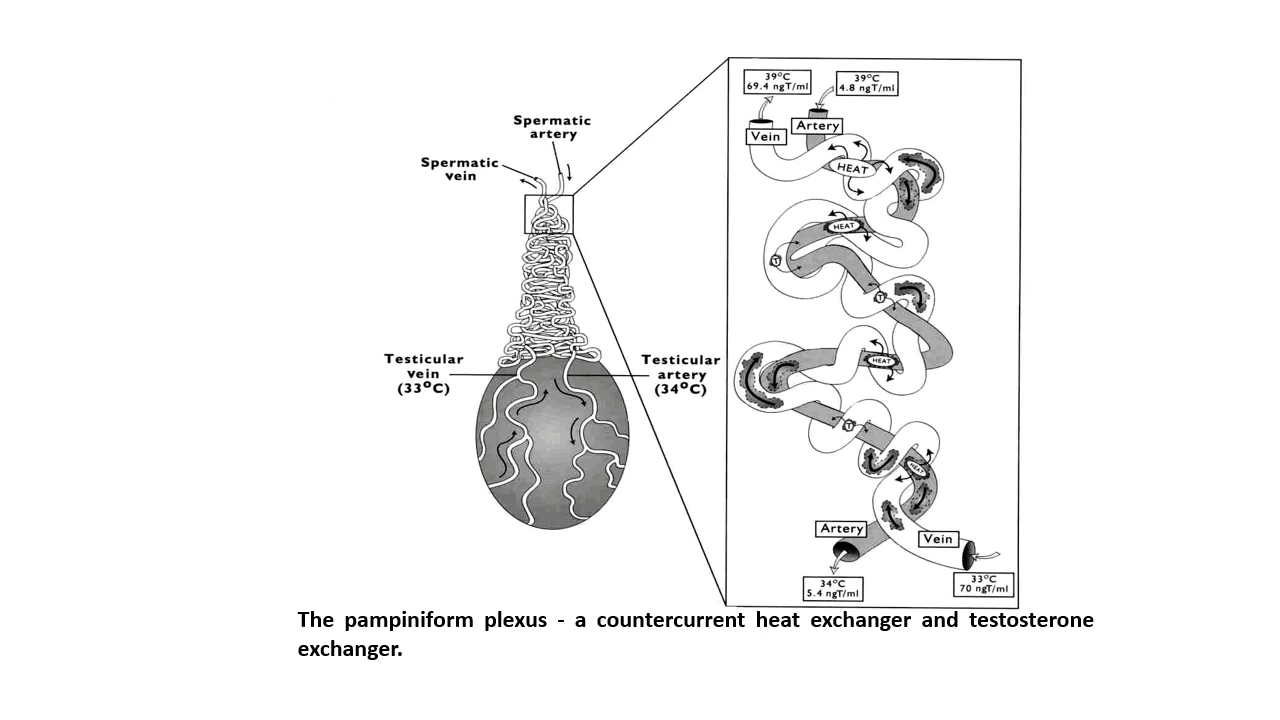 39°C
69.4 ngT/ml
39°C
4.8 ngT/ml
Vein
Artery
HEAT
Spermatic
artery
Spermatic
vein
HEAT
T
T
Testicular
vein
(33°C)
Testicular
artery
(34°C)
HEAT
T
HEAT
Artery
Vein
34°C
5.4 ngT/ml
33°C
70 ngT/ml
The pampiniform plexus - a countercurrent heat exchanger and testosterone
exchanger.